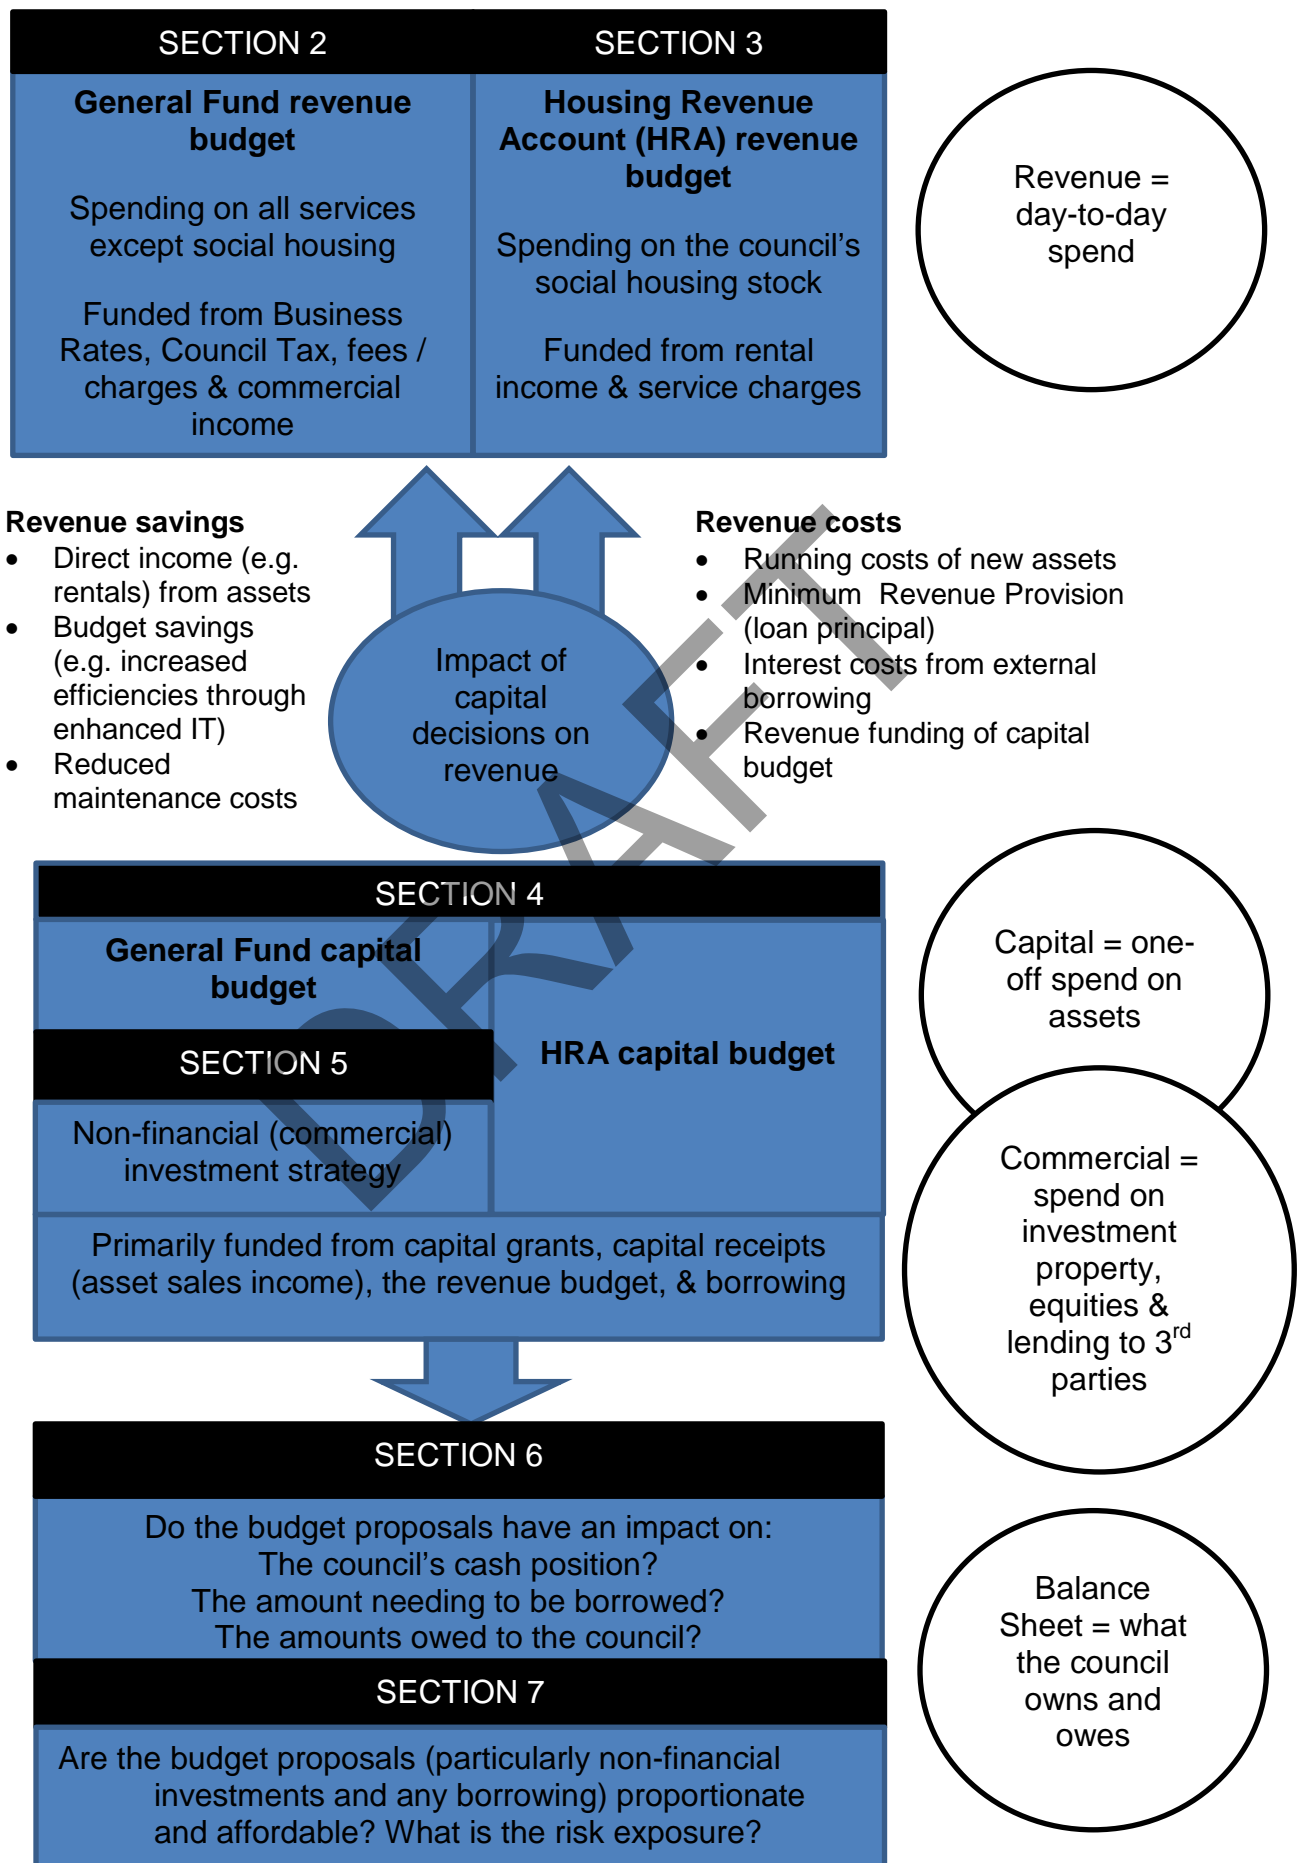 SECTION 2
SECTION 3
General Fund revenue
budget
Spending on all services
except social housing
Funded from Business
Rates, Council Tax, fees /
charges & commercial
income
Housing Revenue
Account (HRA) revenue
budget
Spending on the council's
social housing stock
Funded from rental
income & service charges
Revenue =
day-to-day
spend
Revenue savings
• Direct income (e.g.
rentals) from assets
• Budget savings
(e.g. increased
efficiencies through
enhanced IT)
• Reduced
maintenance costs
Impact of
capital
decisions on
revenue
Revenue costs
• Running costs of new assets
• Minimum Revenue Provision
(loan principal)
• Interest costs from external
borrowing
• Revenue funding of capital
budget
DRAFT
SECTION 4
General Fund capital
budget
SECTION 5
Non-financial (commercial)
investment strategy
HRA capital budget
Primarily funded from capital grants, capital receipts
(asset sales income), the revenue budget, & borrowing
Capital = one-
off spend on
assets
Commercial =
spend on
investment
property,
equities &
lending to 3rd
parties
SECTION 6
Do the budget proposals have an impact on:
The council's cash position?
The amount needing to be borrowed?
The amounts owed to the council?
SECTION 7
Are the budget proposals (particularly non-financial
investments and any borrowing) proportionate
and affordable? What is the risk exposure?
Balance
Sheet = what
the council
owns and
owes